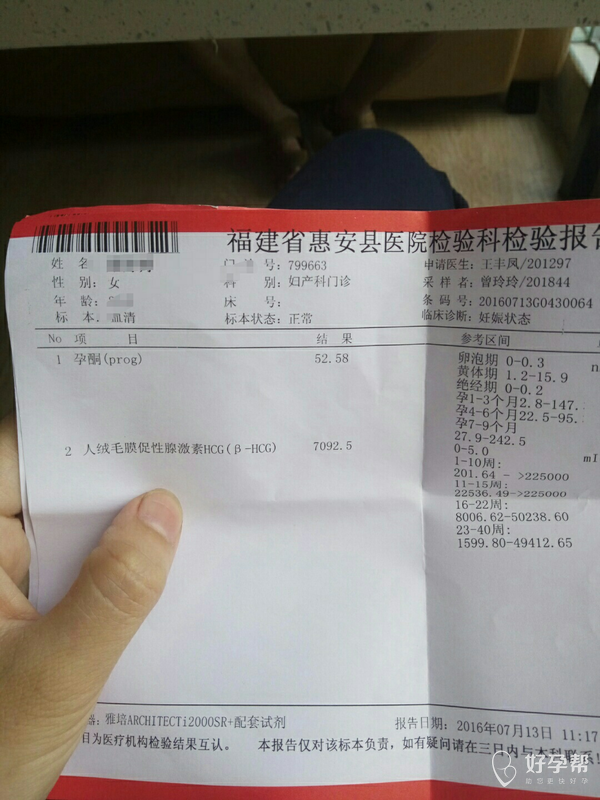 福建省惠安县医院检验科检验报告
姓 名 门 号: 799663 申请医生: 王丰凤/201297
性 别: 女 科 别: 妇产科门诊 采 样 者: 曾玲玲/201844
年 龄: 床 号: 条 码 号: 20160713G0430064
标 本: 血清 标本状态: 正常 临床诊断: 妊娠状态
No 项 目 结 果 参考区间
1 孕酮(prog) 52.58 卵泡期 0-0.3 n
黄体期 1.2-15.9
绝经期 0-0.2
孕1-3个月2.8-147.
孕4-6个月22.5-95.
孕7-9个月
27.9-242.5
2 人绒毛膜促性腺激素HCG(β-HCG) 7092.5 0-5.0 mI
1-10周:
201.64 - >225000
11-15周:
22536.49->225000
16-22周:
8006.62-50238.60
23-40周:
1599.80-49412.65
器: 雅培ARCHITECTi2000SR+配套试剂 报告日期: 2016年07月13日 11:17
目为医疗机构检验结果互认。 本报告仅对该标本负责,如有疑问请在三日内与本科联系!
好孕帮
助您更快好孕